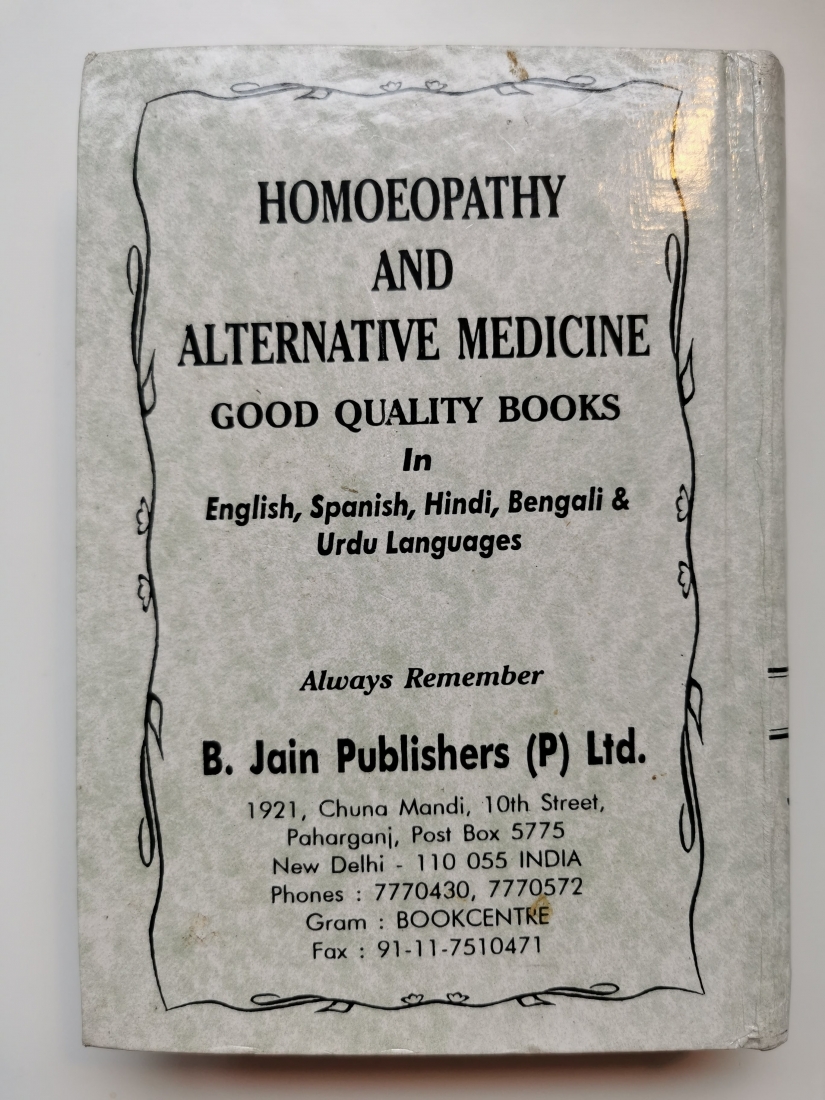 HOMOEOPATHY
AND
ALTERNATIVE MEDICINE
GOOD QUALITY BOOKS
In
English, Spanish, Hindi, Bengali &
Urdu Languages
Always Remember
B. Jain Publishers (P) Ltd.
1921, Chuna Mandi, 10th Street,
Paharganj, Post Box 5775
New Delhi - 110 055 INDIA
Phones : 7770430, 7770572
Gram : BOOKCENTRE
Fax : 91-11-7510471